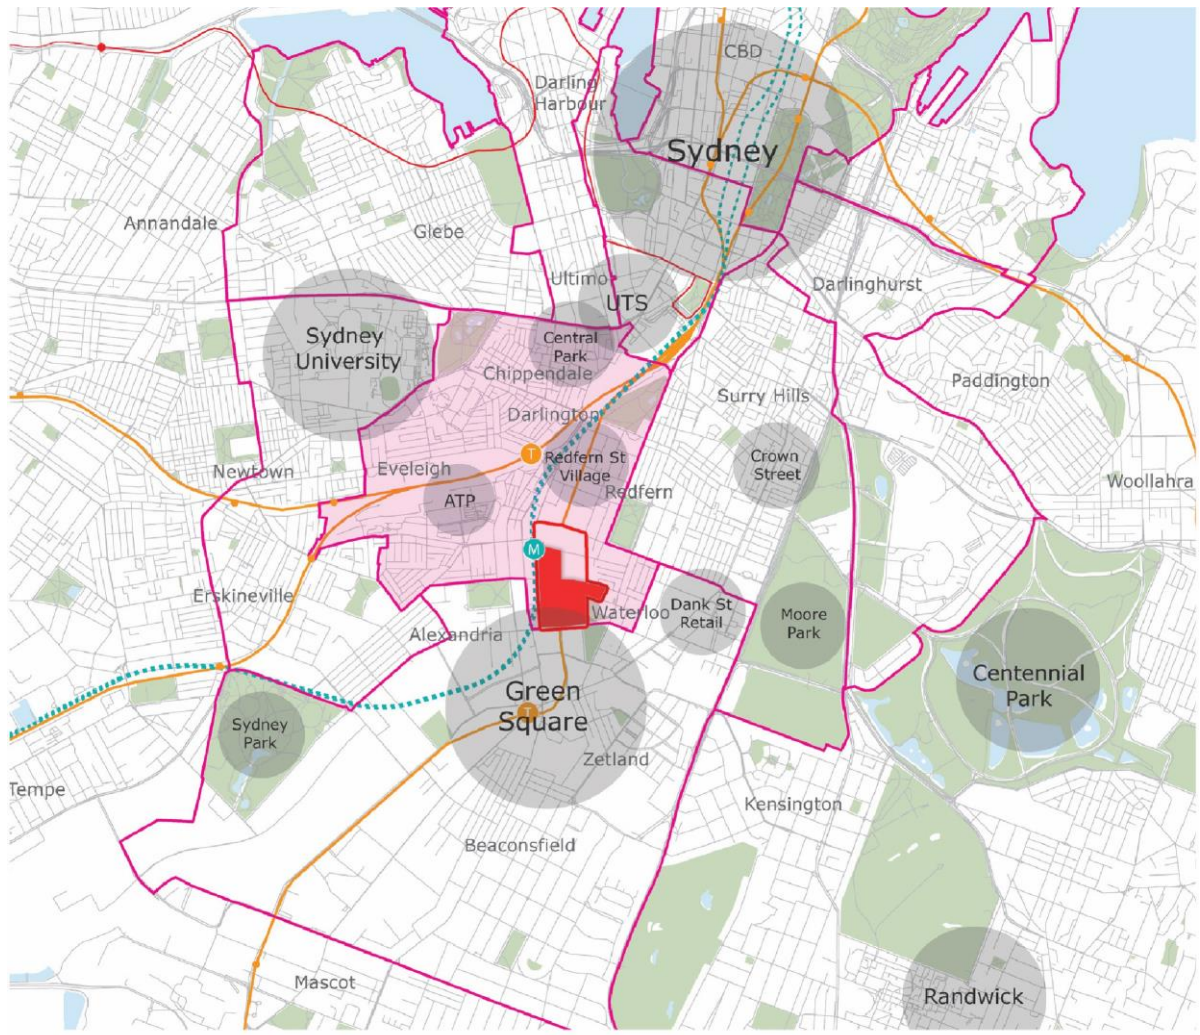 CBD
Darling
Harbour
Sydney
Annandale
Glebe
Ultimo
Darlinghurst
UTS
Sydney
University
Central
Park
Chippendale
Paddington
Surry Hills
Darlington
T
Redfern St
Village
Crown
Street
Newtown
Eveleigh
ATP
Redfern
Woollahra
M
Erskineville
Waterloo
Dank St
Retail
Moore
Park
Alexandria
Centennial
Park
Green
Square
T
Sydney
Park
Zetland
Tempe
Kensington
Beaconsfield
Mascot
Randwick